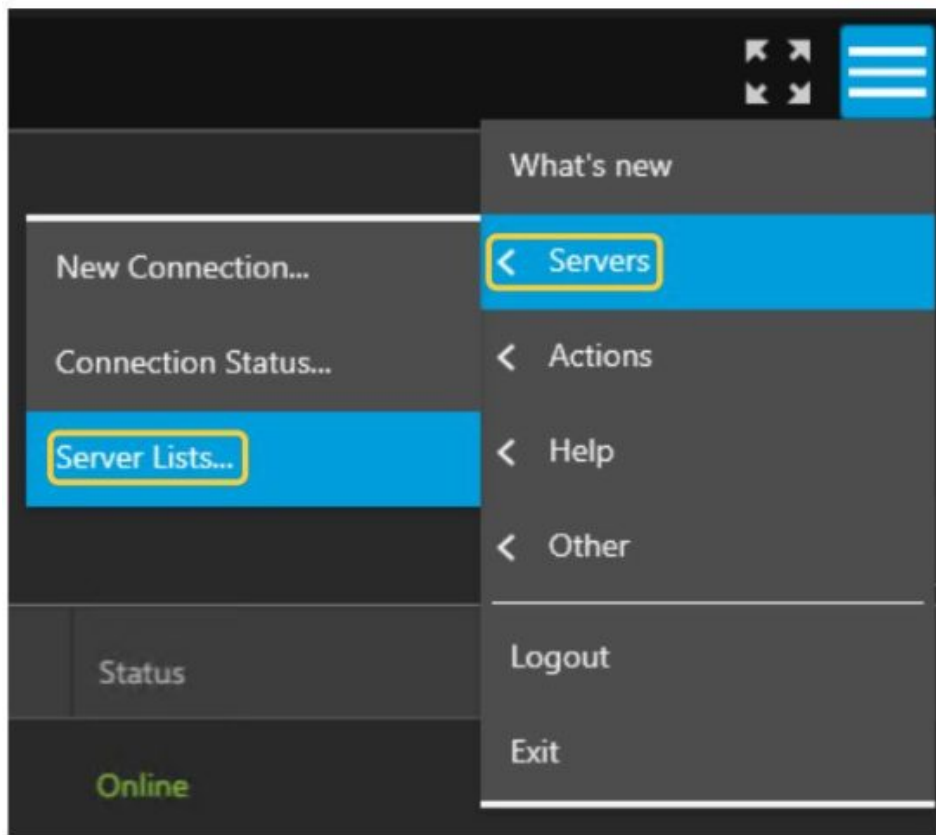 What's new
< Servers
New Connection...
Connection Status...
Server Lists...
< Actions
< Help
< Other
Logout
Exit
Status
Online